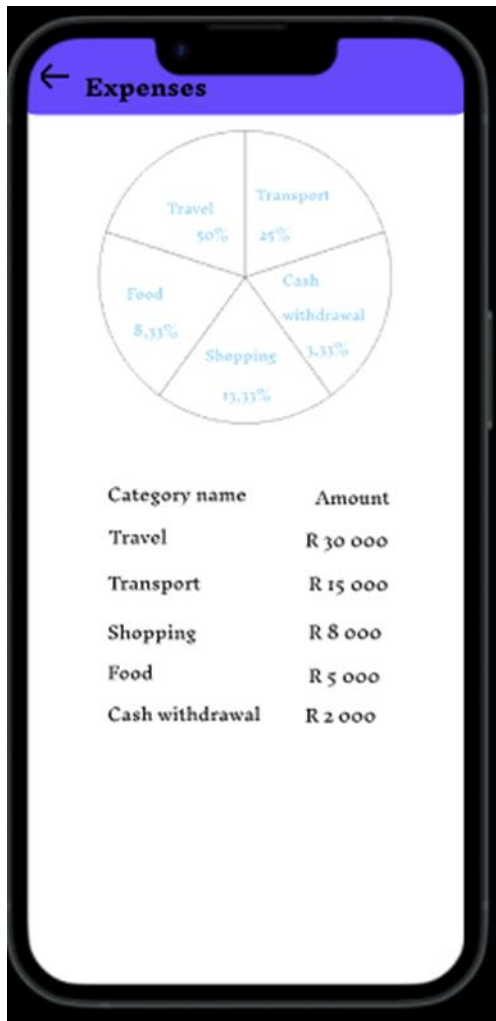 Expenses
Travel
50%
Transport
25%
Food
8,33%
Cash
withdrawal
3,33%
Shopping
13,33%
Category name Amount
Travel R 30 000
Transport R 15 000
Shopping R 8 000
Food R 5 000
Cash withdrawal R 2 000